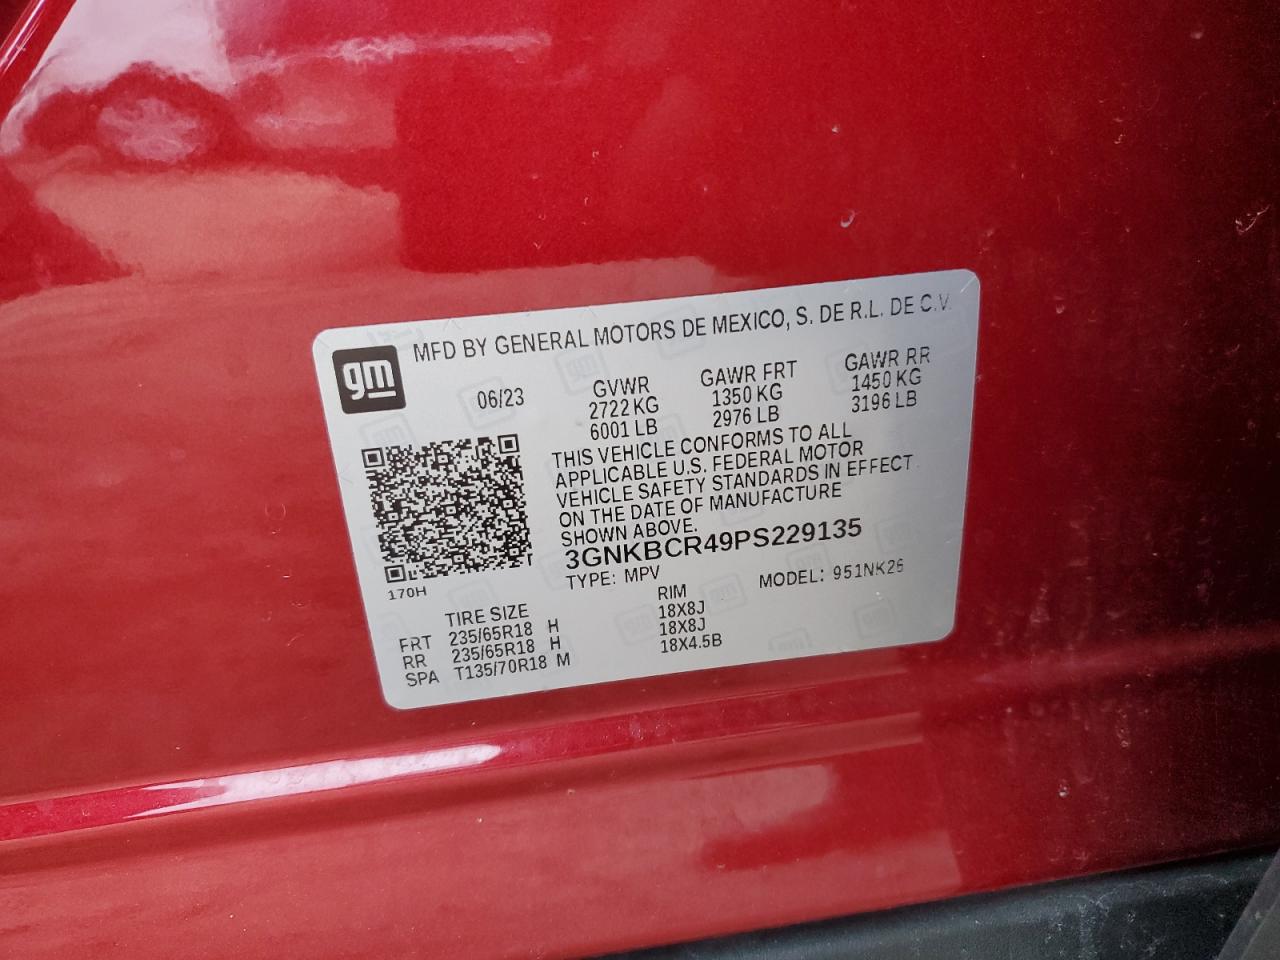 gm
MFD BY GENERAL MOTORS DE MEXICO, S. DE R.L. DE C.V.
06/23 GVWR GAWR FRT GAWR RR
2722 KG 1350 KG 1450 KG
6001 LB 2976 LB 3196 LB
THIS VEHICLE CONFORMS TO ALL
APPLICABLE U.S. FEDERAL MOTOR
VEHICLE SAFETY STANDARDS IN EFFECT
ON THE DATE OF MANUFACTURE
SHOWN ABOVE.
3GNKBCR49PS229135
TYPE: MPV MODEL: 951NK26
170H
TIRE SIZE RIM
FRT 235/65R18 H 18X8J
RR 235/65R18 H 18X8J
SPA T135/70R18 M 18X4.5B